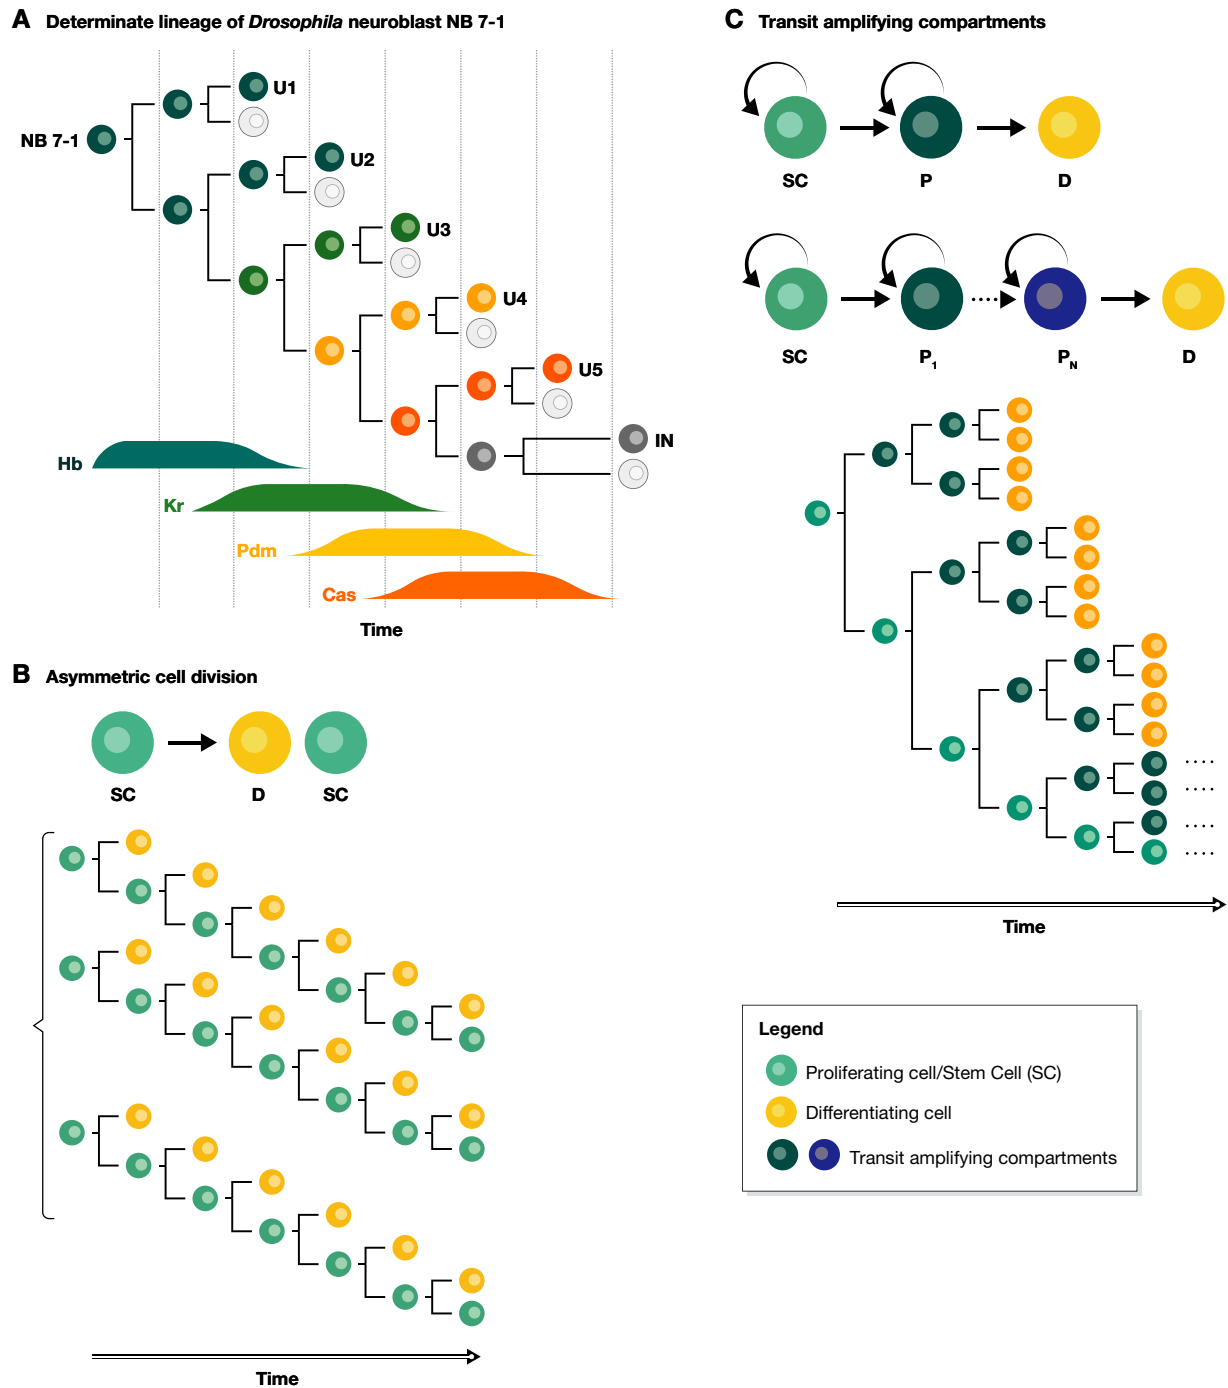 A Determinate lineage of Drosophila neuroblast NB 7-1
NB 7-1
U1
U2
U3
U4
U5
IN
Hb
Kr
Pdm
Cas
Time
B Asymmetric cell division
SC D SC
Time
C Transit amplifying compartments
SC P D
SC P1 PN D
....
....
....
....
Time
Legend
Proliferating cell/Stem Cell (SC)
Differentiating cell
Transit amplifying compartments